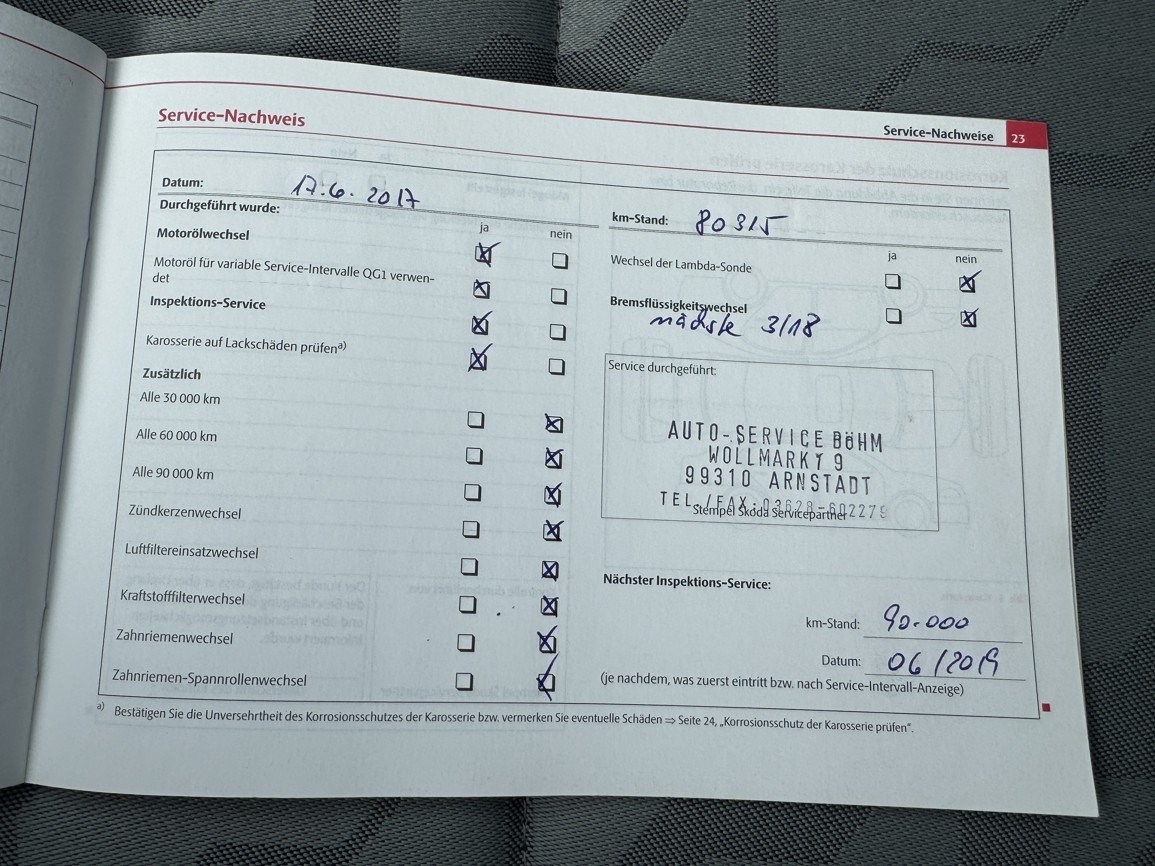 Service-Nachweise 23
Service-Nachweis
Datum: 17.6.2017
Durchgeführt wurde:
ja nein
Motorölwechsel
Motoröl für variable Service-Intervalle QG1 verwen-
det
Inspektions-Service
Karosserie auf Lackschäden prüfen a)
Zusätzlich
Alle 30 000 km
Alle 60 000 km
Alle 90 000 km
Zündkerzenwechsel
Luftfiltereinsatzwechsel
Kraftstofffilterwechsel
Zahnriemenwechsel
Zahnriemen-Spannrollenwechsel
km-Stand: 80315
ja nein
Wechsel der Lambda-Sonde
Bremsflüssigkeitswechsel
nächste 3/18
Service durchgeführt:
AUTO-SERVICE BöHM
WOLLMARKT 9
99310 ARNSTADT
TEL./FAX:03628-602279
Stempel Škoda Servicepartner
Nächster Inspektions-Service:
km-Stand: 90.000
Datum: 06/2019
(je nachdem, was zuerst eintritt bzw. nach Service-Intervall-Anzeige)
a) Bestätigen Sie die Unversehrtheit des Korrosionsschutzes der Karosserie bzw. vermerken Sie eventuelle Schäden ⇒ Seite 24, „Korrosionsschutz der Karosserie prüfen“.